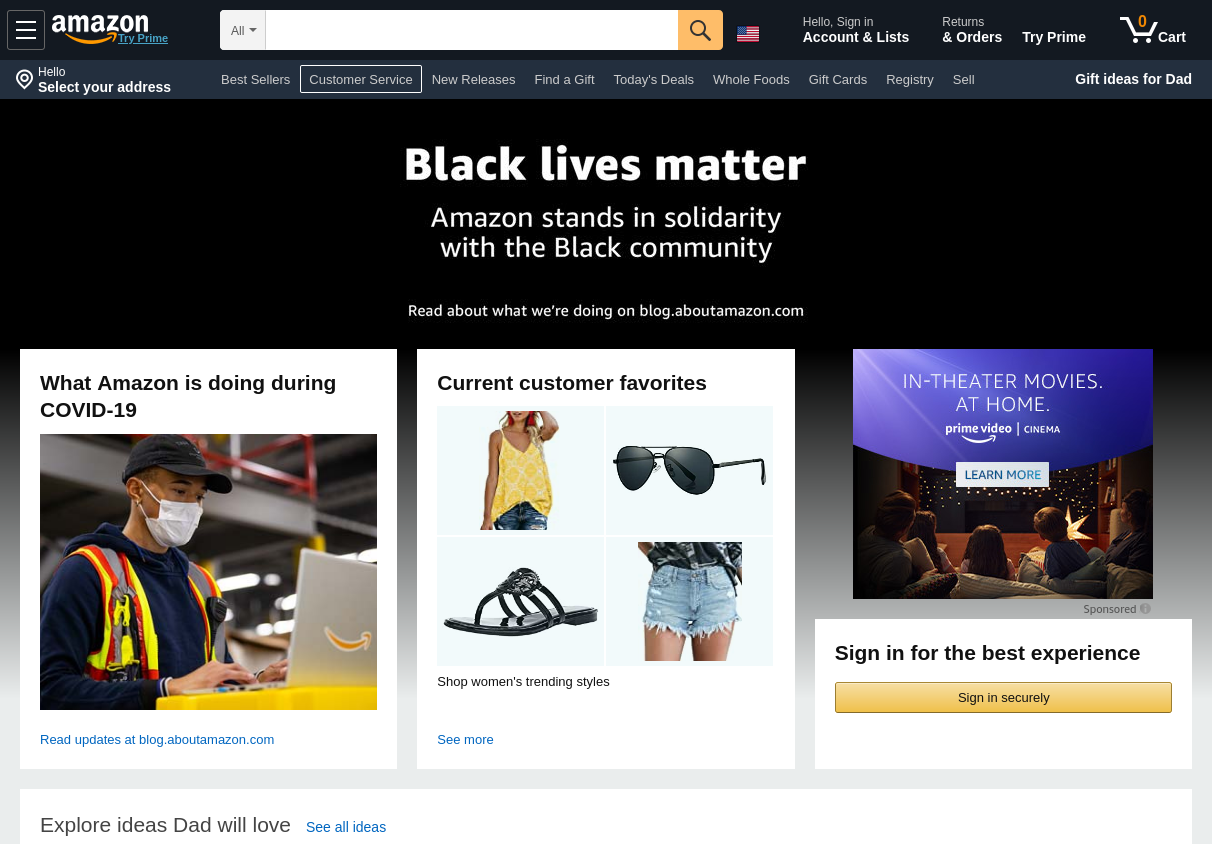 amazon
Try Prime
All
Hello, Sign in
Account & Lists
Returns
& Orders
Try Prime
0
Cart
Hello
Select your address
Best Sellers
Customer Service
New Releases
Find a Gift
Today's Deals
Whole Foods
Gift Cards
Registry
Sell
Gift ideas for Dad
Black lives matter
Amazon stands in solidarity
with the Black community
Read about what we're doing on blog.aboutamazon.com
What Amazon is doing during
COVID-19
Read updates at blog.aboutamazon.com
Current customer favorites
Shop women's trending styles
See more
IN-THEATER MOVIES.
AT HOME.
prime video | CINEMA
LEARN MORE
Sponsored
Sign in for the best experience
Sign in securely
Explore ideas Dad will love
See all ideas